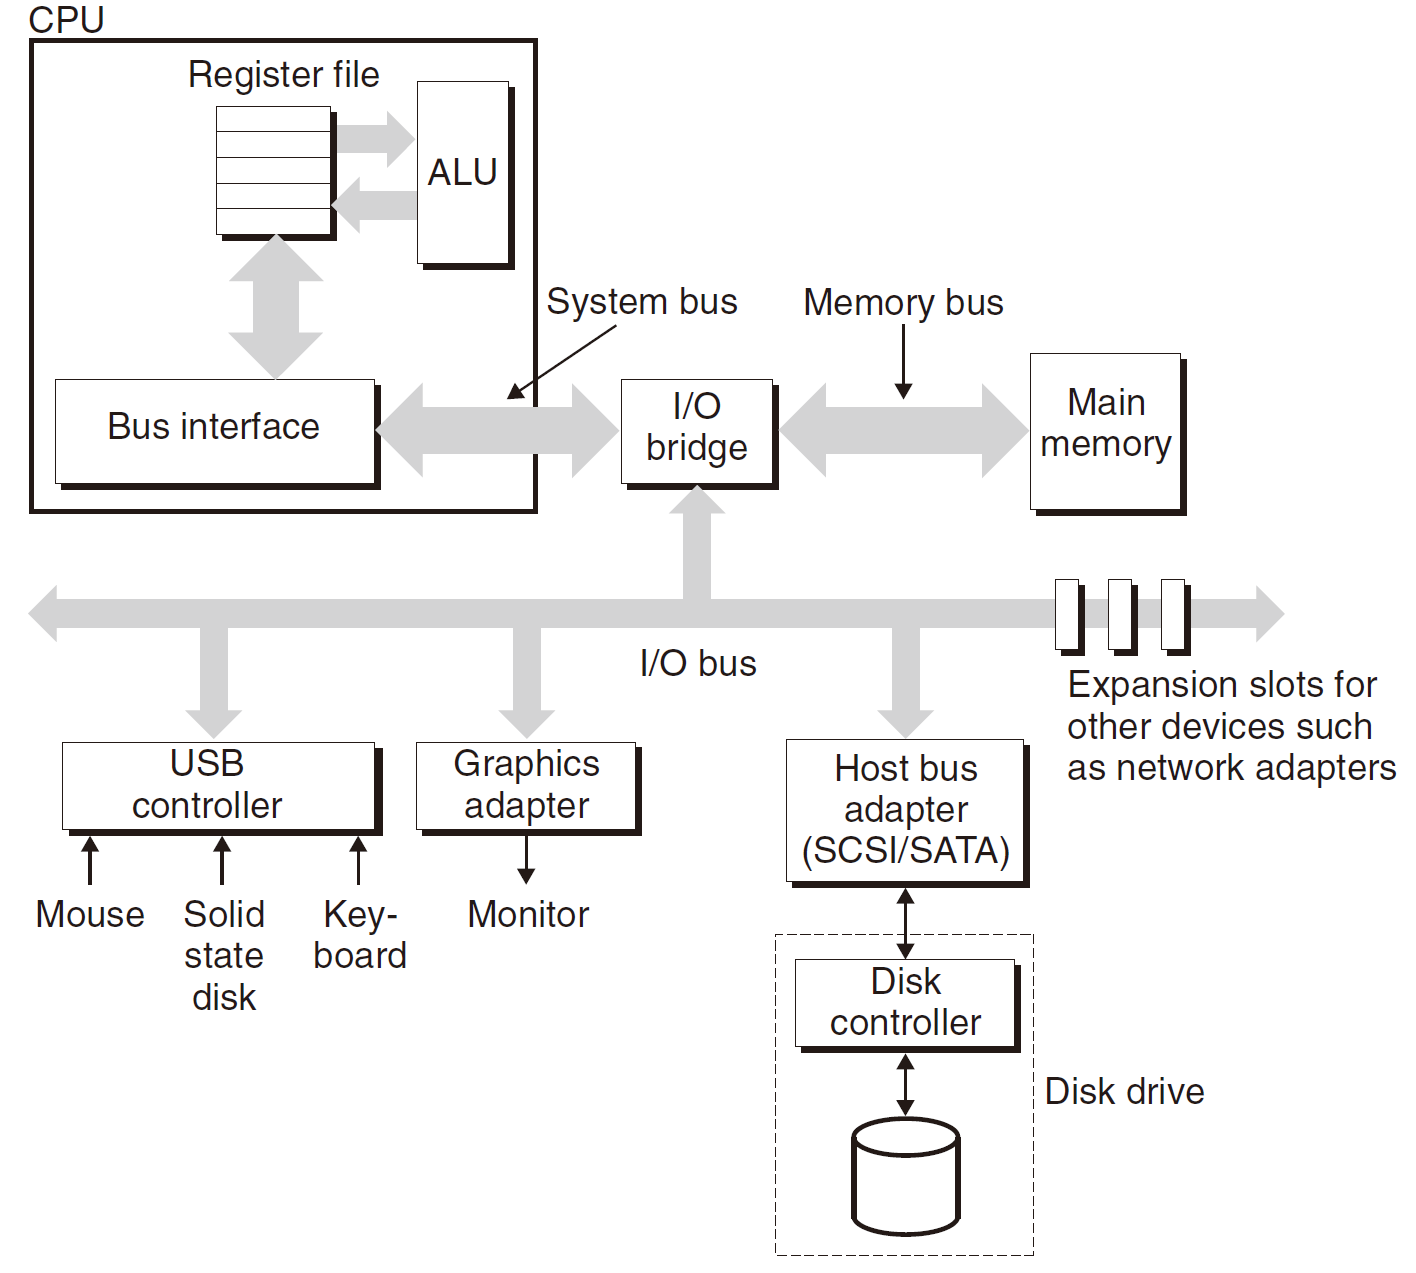 CPU
Register file
ALU
System bus
Memory bus
Bus interface
I/O
bridge
Main
memory
I/O bus
Expansion slots for
other devices such
as network adapters
USB
controller
Graphics
adapter
Host bus
adapter
(SCSI/SATA)
Mouse
Solid
state
disk
Key-
board
Monitor
Disk
controller
Disk drive